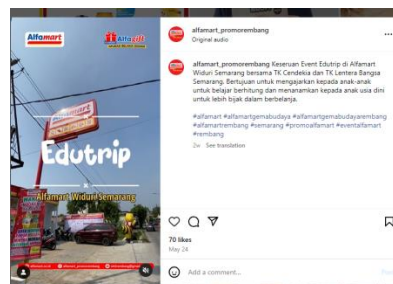 Alfamart
Alfagift
Edutrip
Alfamart Widuri Semarang
alfamart_promorembang
Original audio
...
alfamart_promorembang Keseruan Event Edutrip di Alfamart
Widuri Semarang bersama TK Cendekia dan TK Lentera Bangsa
Semarang. Bertujuan untuk mengajarkan kepada anak-anak
untuk belajar berhitung dan menanamkan kepada anak usia dini
untuk lebih bijak dalam berbelanja.
#alfamart #alfamartgemabudaya #alfamartgemabudayarembang
#alfamartrembang #semarang #promoalfamart #eventalfamart
#rembang
2w See translation
70 likes
May 24
Add a comment...